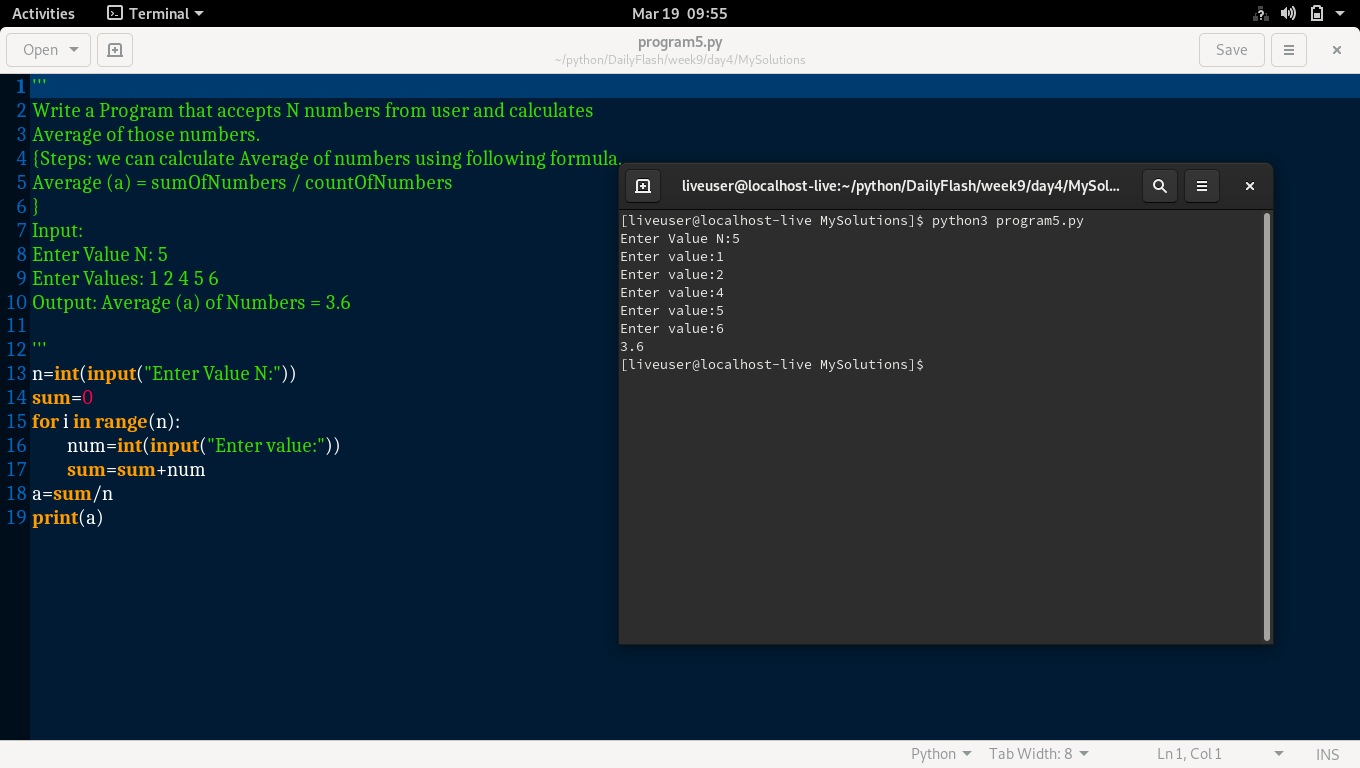 Activities Terminal Mar 19 09:55
Open program5.py Save
~/python/DailyFlash/week9/day4/MySolutions
1 '''
2 Write a Program that accepts N numbers from user and calculates
3 Average of those numbers.
4 {Steps: we can calculate Average of numbers using following formula.
5 Average (a) = sumOfNumbers / countOfNumbers
6 }
7 Input:
8 Enter Value N: 5
9 Enter Values: 1 2 4 5 6
10 Output: Average (a) of Numbers = 3.6
11
12 '''
13 n=int(input("Enter Value N:"))
14 sum=0
15 for i in range(n):
16 num=int(input("Enter value:"))
17 sum=sum+num
18 a=sum/n
19 print(a)
liveuser@localhost-live:~/python/DailyFlash/week9/day4/MySol...
[liveuser@localhost-live MySolutions]$ python3 program5.py
Enter Value N:5
Enter value:1
Enter value:2
Enter value:4
Enter value:5
Enter value:6
3.6
[liveuser@localhost-live MySolutions]$
Python Tab Width: 8 Ln 1, Col 1 INS